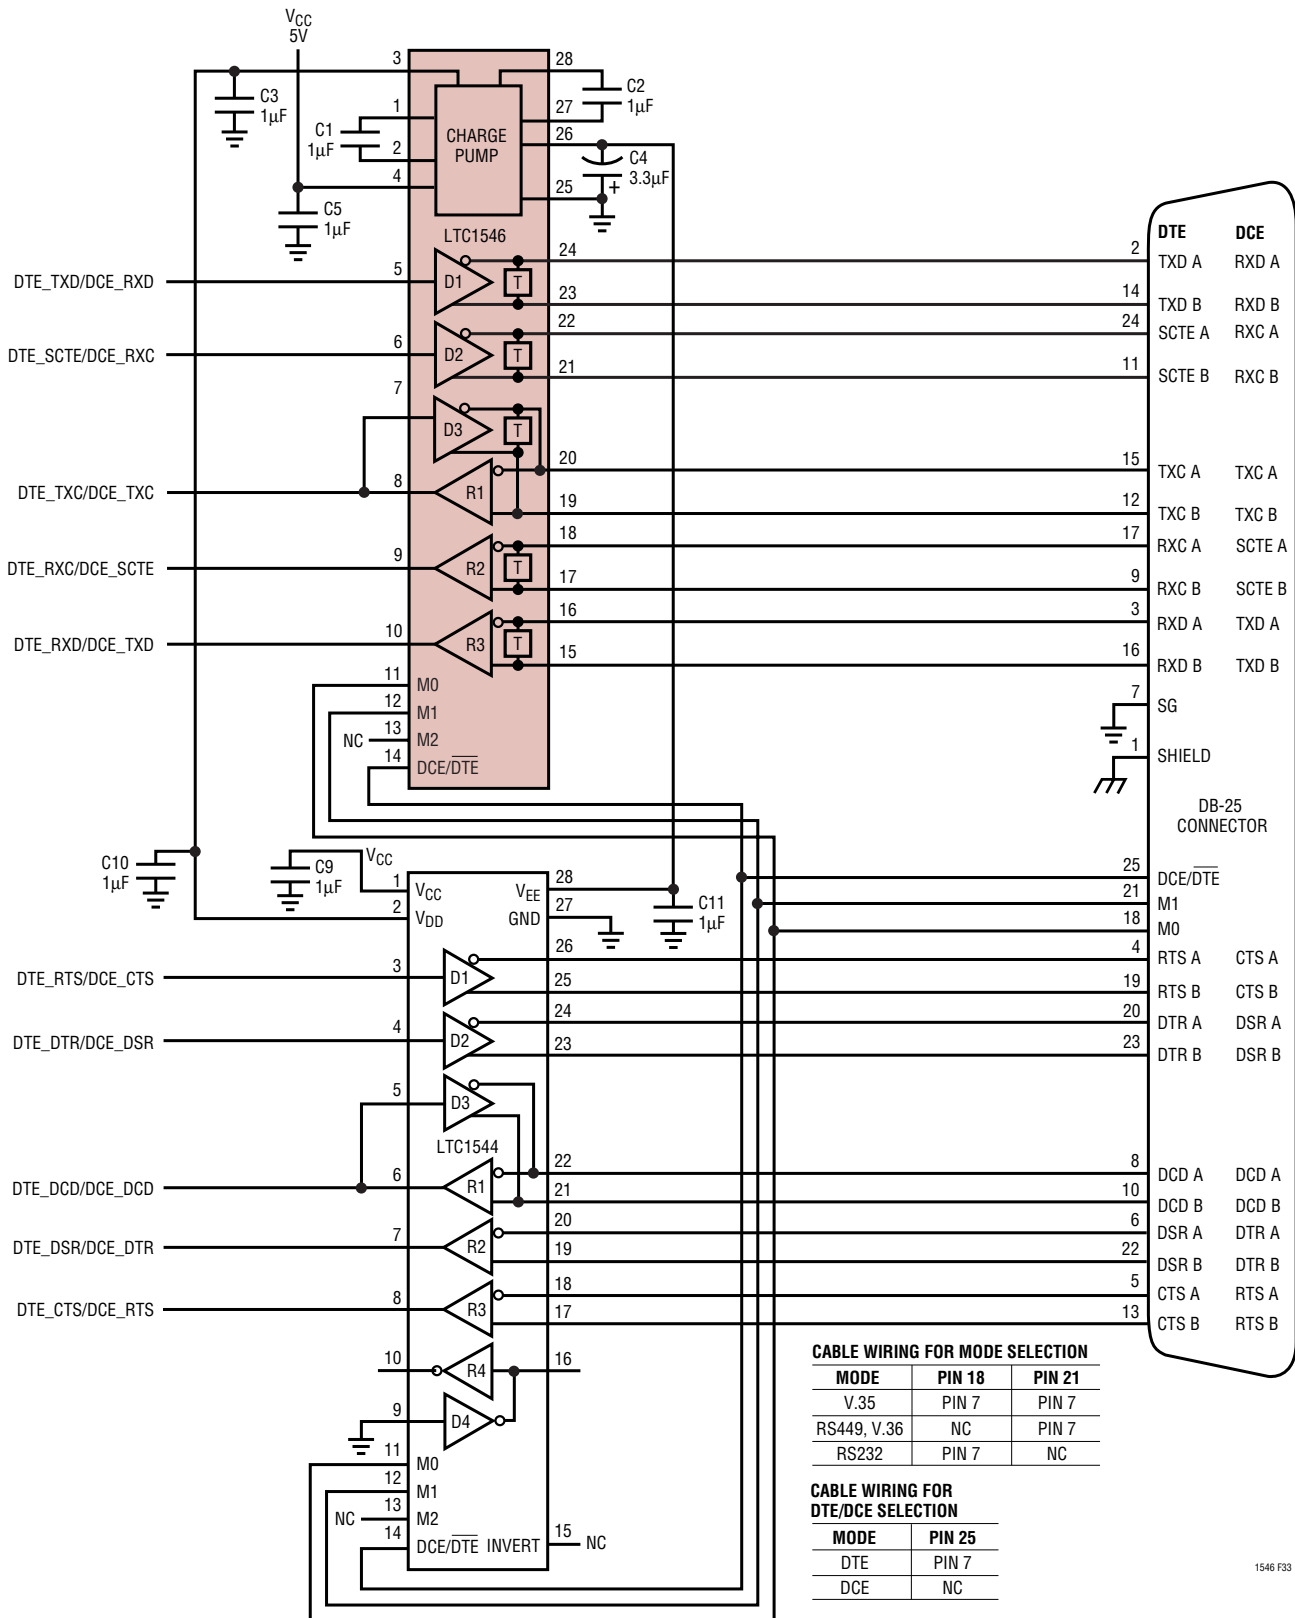 VCC
5V
3
28
C3
1µF
C2
1µF
1
27
C1
1µF
CHARGE
PUMP
26
2
C4
3.3µF
+
4
25
C5
1µF
LTC1546
DTE DCE
DTE_TXD/DCE_RXD
5
D1
T
24
2
TXD A RXD A
23
14
TXD B RXD B
DTE_SCTE/DCE_RXC
6
D2
T
22
24
SCTE A RXC A
21
11
SCTE B RXC B
7
D3
T
DTE_TXC/DCE_TXC
8
R1
20
15
TXC A TXC A
19
12
TXC B TXC B
DTE_RXC/DCE_SCTE
9
R2
T
18
17
RXC A SCTE A
17
9
RXC B SCTE B
DTE_RXD/DCE_TXD
10
R3
T
16
3
RXD A TXD A
15
16
RXD B TXD B
11
M0
12
M1
NC
13
M2
14
DCE/DTE
7
SG
1
SHIELD
DB-25
CONNECTOR
C10
1µF
C9
1µF
VCC
1
VCC
2
VDD
VEE
28
GND
27
C11
1µF
25
DCE/DTE
21
M1
18
M0
DTE_RTS/DCE_CTS
3
D1
26
4
RTS A CTS A
25
19
RTS B CTS B
DTE_DTR/DCE_DSR
4
D2
24
20
DTR A DSR A
23
23
DTR B DSR B
5
D3
LTC1544
DTE_DCD/DCE_DCD
6
R1
22
8
DCD A DCD A
21
10
DCD B DCD B
DTE_DSR/DCE_DTR
7
R2
20
6
DSR A DTR A
19
22
DSR B DTR B
DTE_CTS/DCE_RTS
8
R3
18
5
CTS A RTS A
17
13
CTS B RTS B
10
R4
16
9
D4
11
M0
12
M1
NC
13
M2
14
DCE/DTE
INVERT
15
NC
CABLE WIRING FOR MODE SELECTION
MODE PIN 18 PIN 21
V.35 PIN 7 PIN 7
RS449, V.36 NC PIN 7
RS232 PIN 7 NC
CABLE WIRING FOR
DTE/DCE SELECTION
MODE PIN 25
DTE PIN 7
DCE NC
1546 F33